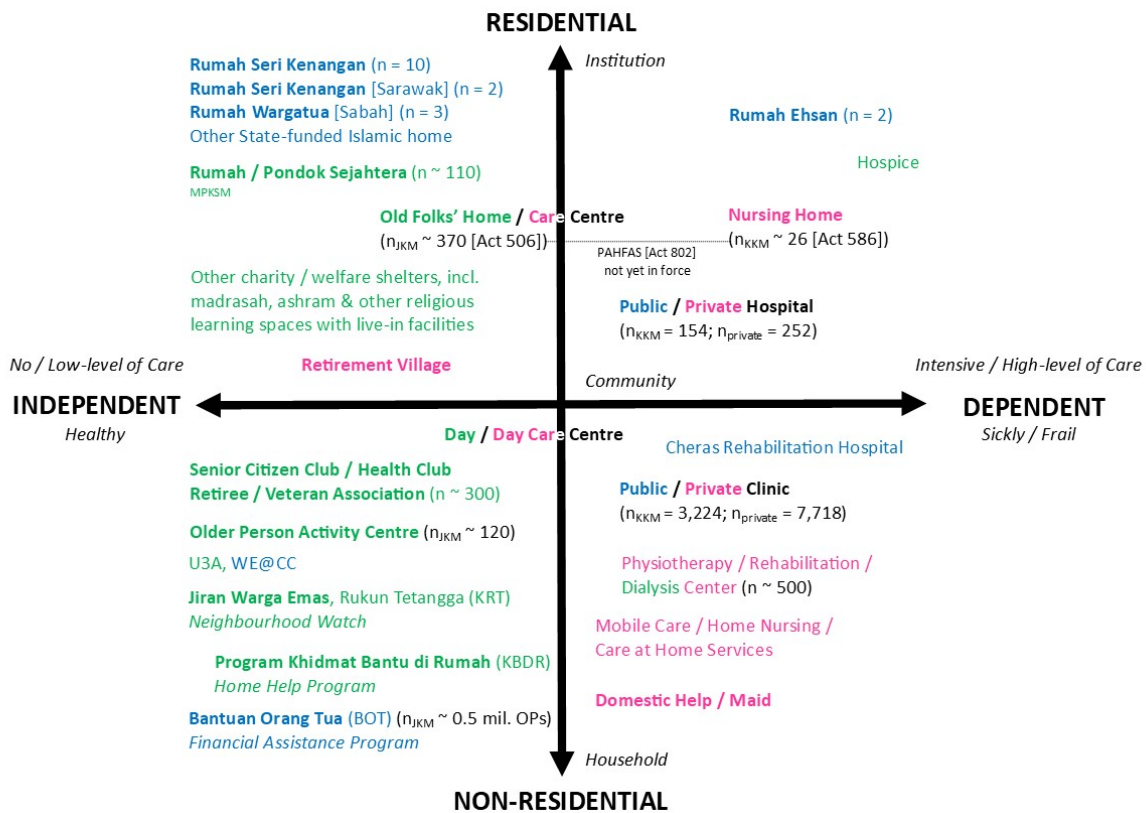 RESIDENTIAL
Institution
Rumah Seri Kenangan (n = 10)
Rumah Seri Kenangan [Sarawak] (n = 2)
Rumah Wargatua [Sabah] (n = 3)
Other State-funded Islamic home
Rumah Ehsan (n = 2)
Hospice
Rumah / Pondok Sejahtera (n ~ 110)
MPKSM
Old Folks' Home / Care Centre
(nJKM ~ 370 [Act 506])
Nursing Home
(nKKM ~ 26 [Act 586])
PAHFAS [Act 802]
not yet in force
Other charity / welfare shelters, incl.
madrasah, ashram & other religious
learning spaces with live-in facilities
Public / Private Hospital
(nKKM = 154; nprivate = 252)
Retirement Village
No / Low-level of Care
INDEPENDENT
Healthy
Community
Intensive / High-level of Care
DEPENDENT
Sickly / Frail
Day / Day Care Centre
Cheras Rehabilitation Hospital
Senior Citizen Club / Health Club
Retiree / Veteran Association (n ~ 300)
Public / Private Clinic
(nKKM = 3,224; nprivate = 7,718)
Older Person Activity Centre (nJKM ~ 120)
U3A, WE@CC
Physiotherapy / Rehabilitation /
Dialysis Center (n ~ 500)
Jiran Warga Emas, Rukun Tetangga (KRT)
Neighbourhood Watch
Mobile Care / Home Nursing /
Care at Home Services
Program Khidmat Bantu di Rumah (KBDR)
Home Help Program
Domestic Help / Maid
Bantuan Orang Tua (BOT) (nJKM ~ 0.5 mil. OPs)
Financial Assistance Program
Household
NON-RESIDENTIAL